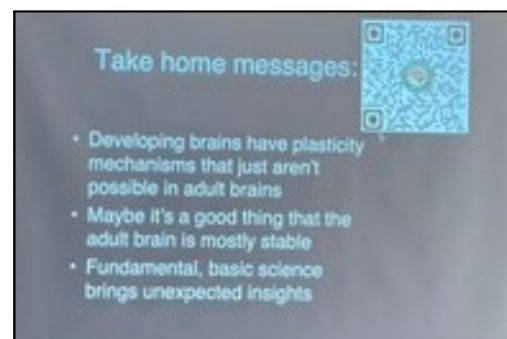 Take home messages:
• Developing brains have plasticity
mechanisms that just aren't
possible in adult brains
• Maybe it's a good thing that the
adult brain is mostly stable
• Fundamental, basic science
brings unexpected insights